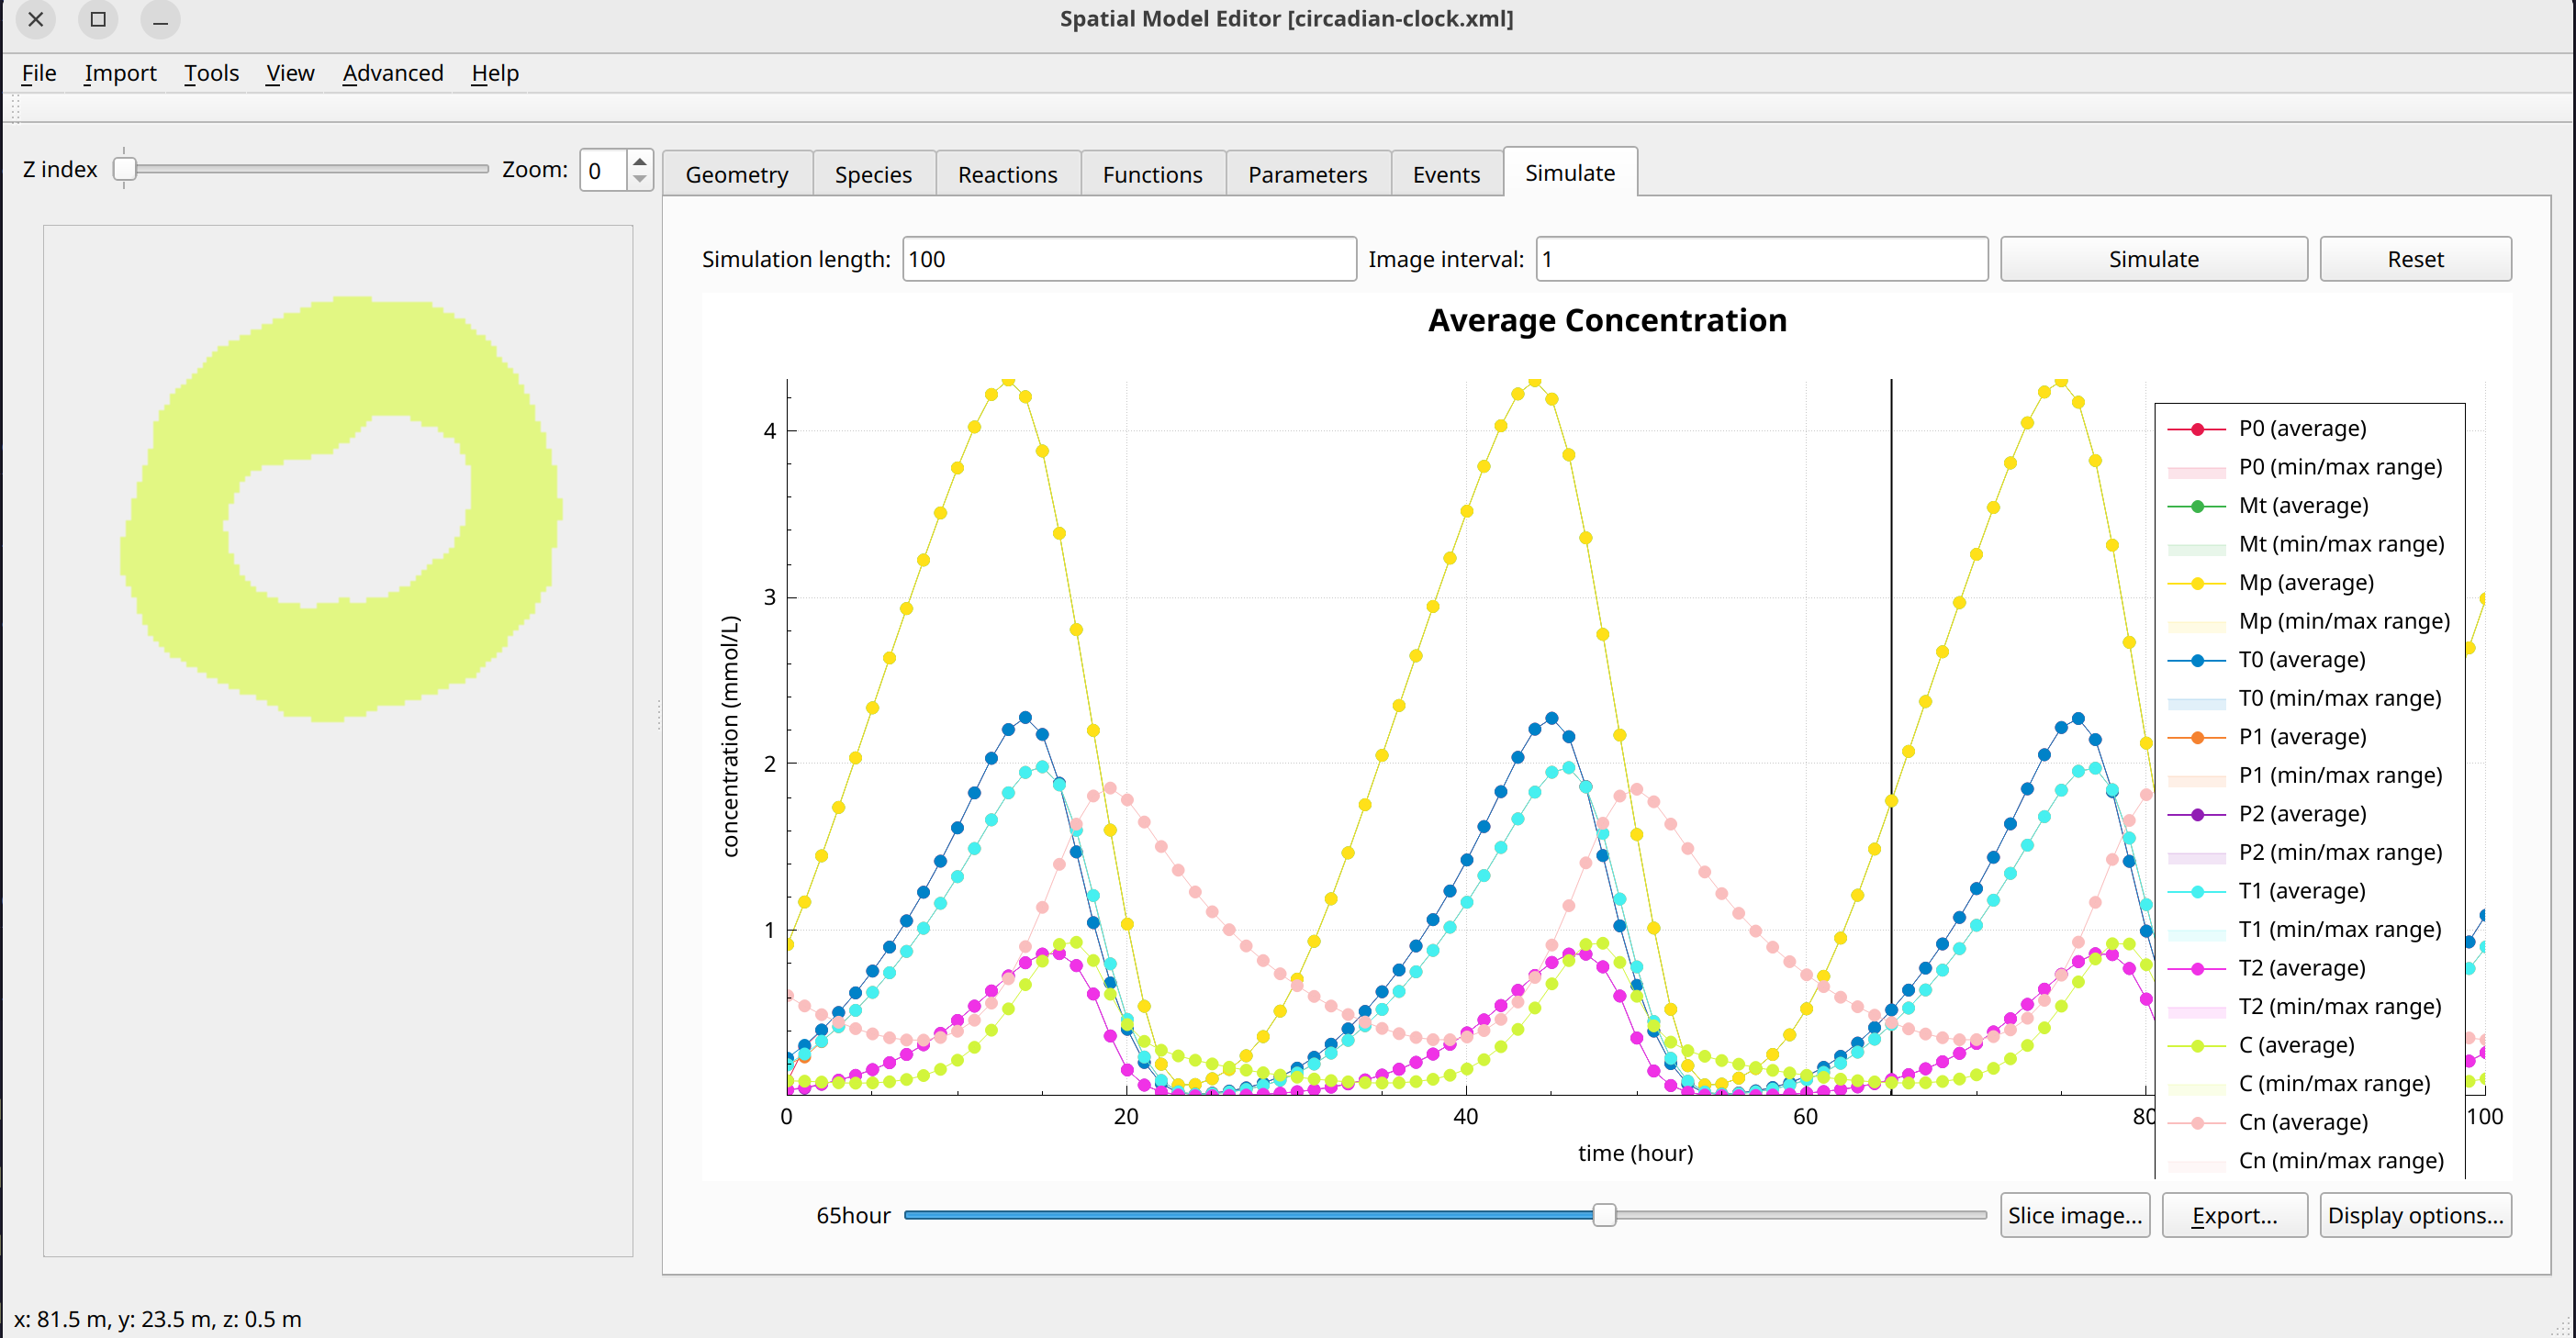 Spatial Model Editor [circadian-clock.xml]
File Import Tools View Advanced Help
Z index Zoom: 0
Geometry Species Reactions Functions Parameters Events Simulate
Simulation length: 100 Image interval: 1 Simulate Reset
Average Concentration
concentration (mmol/L)
4
3
2
1
0 20 40 60 80 100
time (hour)
P0 (average)
P0 (min/max range)
Mt (average)
Mt (min/max range)
Mp (average)
Mp (min/max range)
T0 (average)
T0 (min/max range)
P1 (average)
P1 (min/max range)
P2 (average)
P2 (min/max range)
T1 (average)
T1 (min/max range)
T2 (average)
T2 (min/max range)
C (average)
C (min/max range)
Cn (average)
Cn (min/max range)
65hour Slice image... Export... Display options...
x: 81.5 m, y: 23.5 m, z: 0.5 m